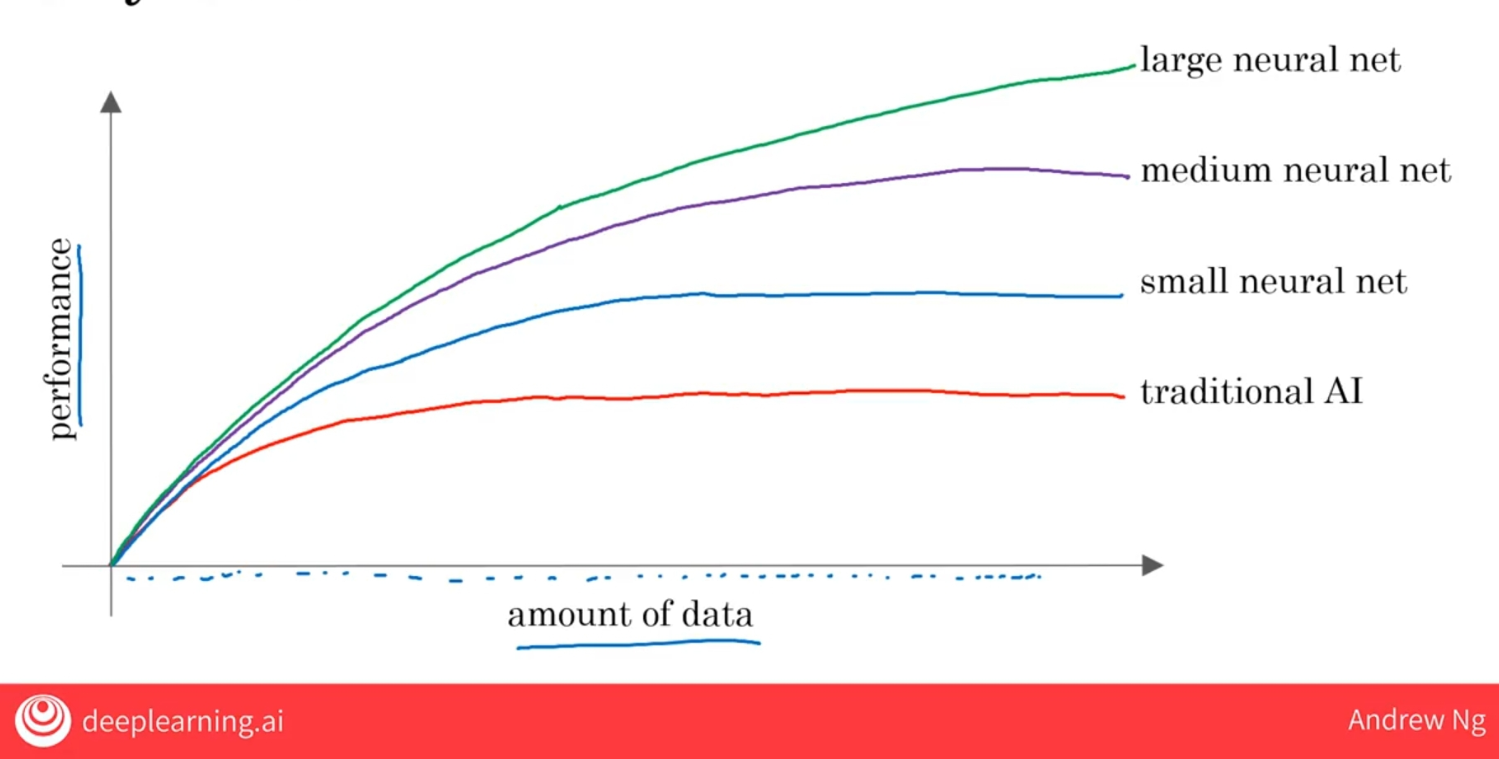 large neural net
medium neural net
small neural net
traditional AI
performance
amount of data
deeplearning.ai
Andrew Ng